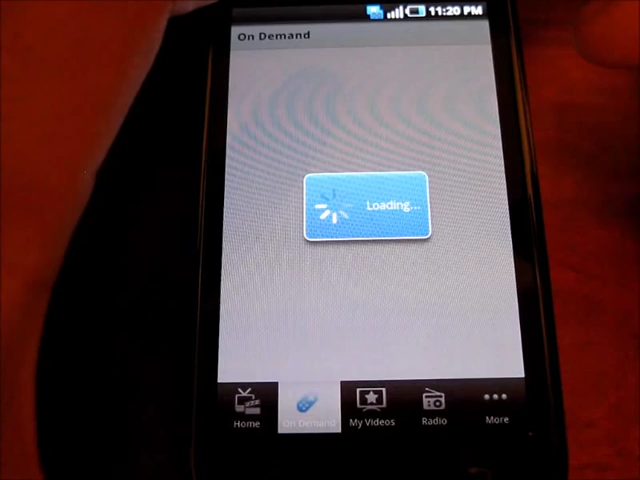 11:20 PM
On Demand
Loading...
Home
On Demand
My Videos
Radio
More